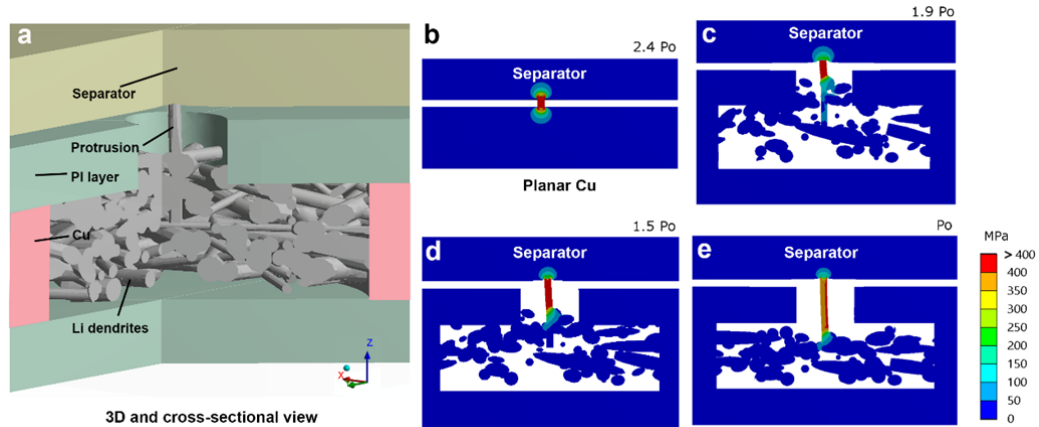 a
Separator
Protrusion
PI layer
Cu
Li dendrites
Z
X
3D and cross-sectional view
b
2.4 Po
Separator
Planar Cu
c
1.9 Po
Separator
d
1.5 Po
Separator
e
Po
Separator
MPa
> 400
400
350
300
250
200
150
100
50
0